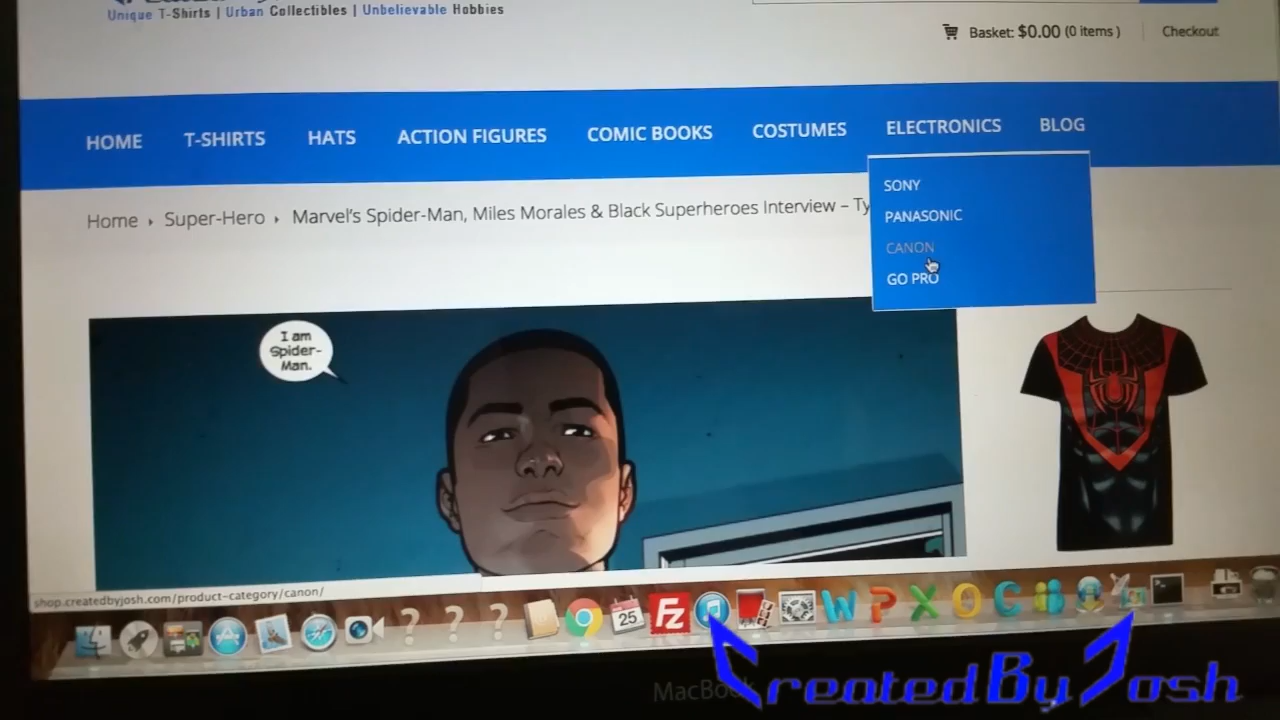 Unique T-Shirts | Urban Collectibles | Unbelievable Hobbies
Basket: $0.00 (0 items) Checkout
HOME T-SHIRTS HATS ACTION FIGURES COMIC BOOKS COSTUMES ELECTRONICS BLOG
SONY
PANASONIC
CANON
GO PRO
Home ▸ Super-Hero ▸ Marvel's Spider-Man, Miles Morales & Black Superheroes Interview – Ty
I am
Spider-
Man.
shop.createdbyjosh.com/product-category/canon/
? ? ? 25 FZ W P X O C
MacBook
CreatedByJosh